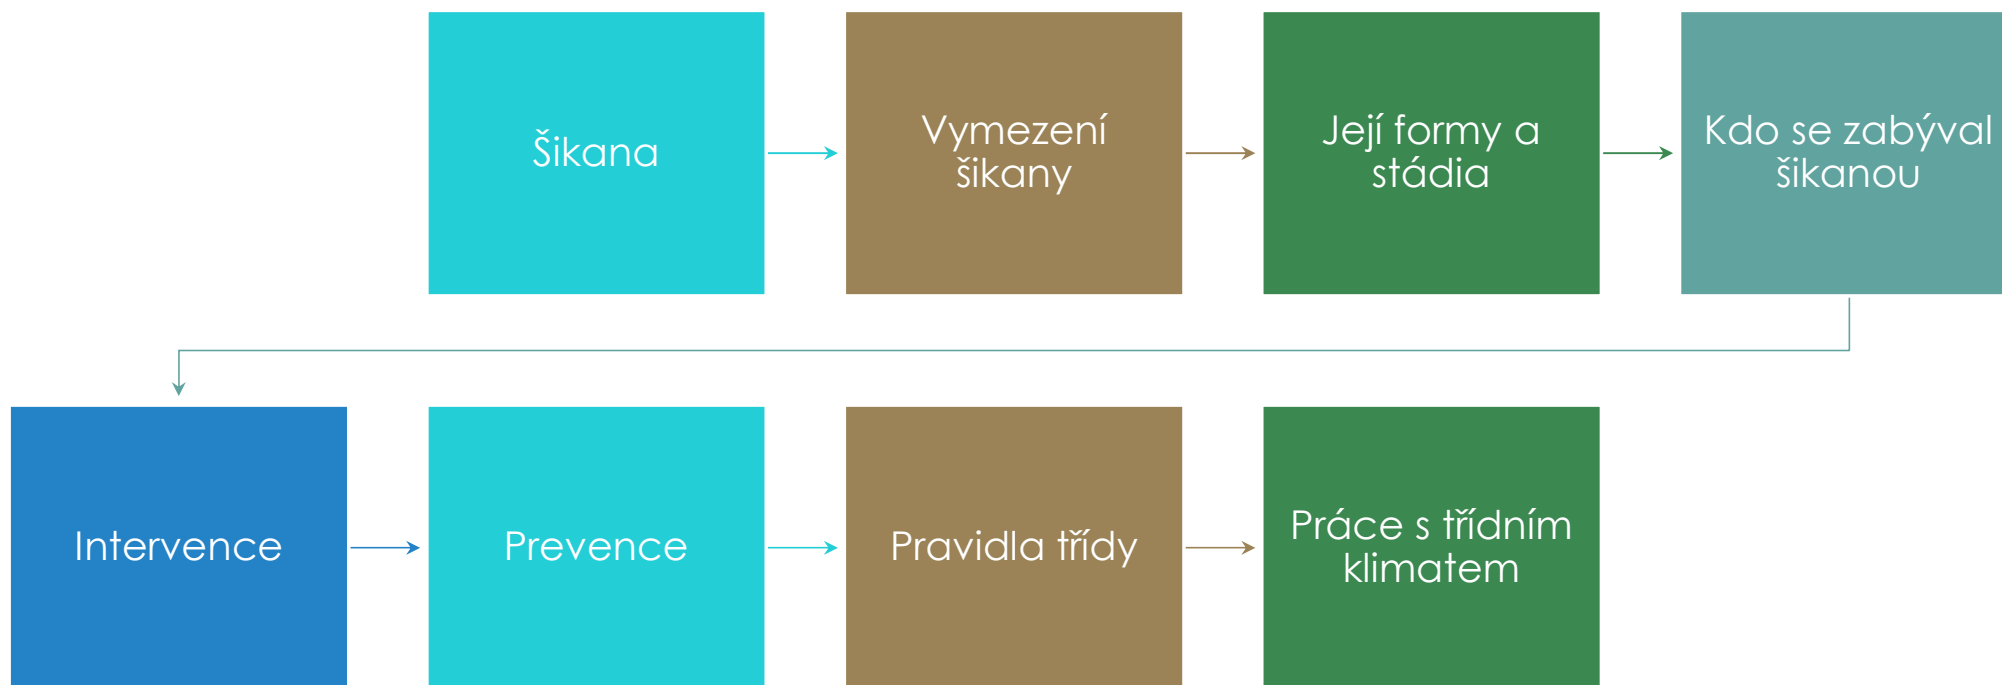 Šikana
Vymezení
šikany
Její formy a
stádia
Kdo se zabýval
šikanou
Intervence
Prevence
Pravidla třídy
Práce s třídním
klimatem